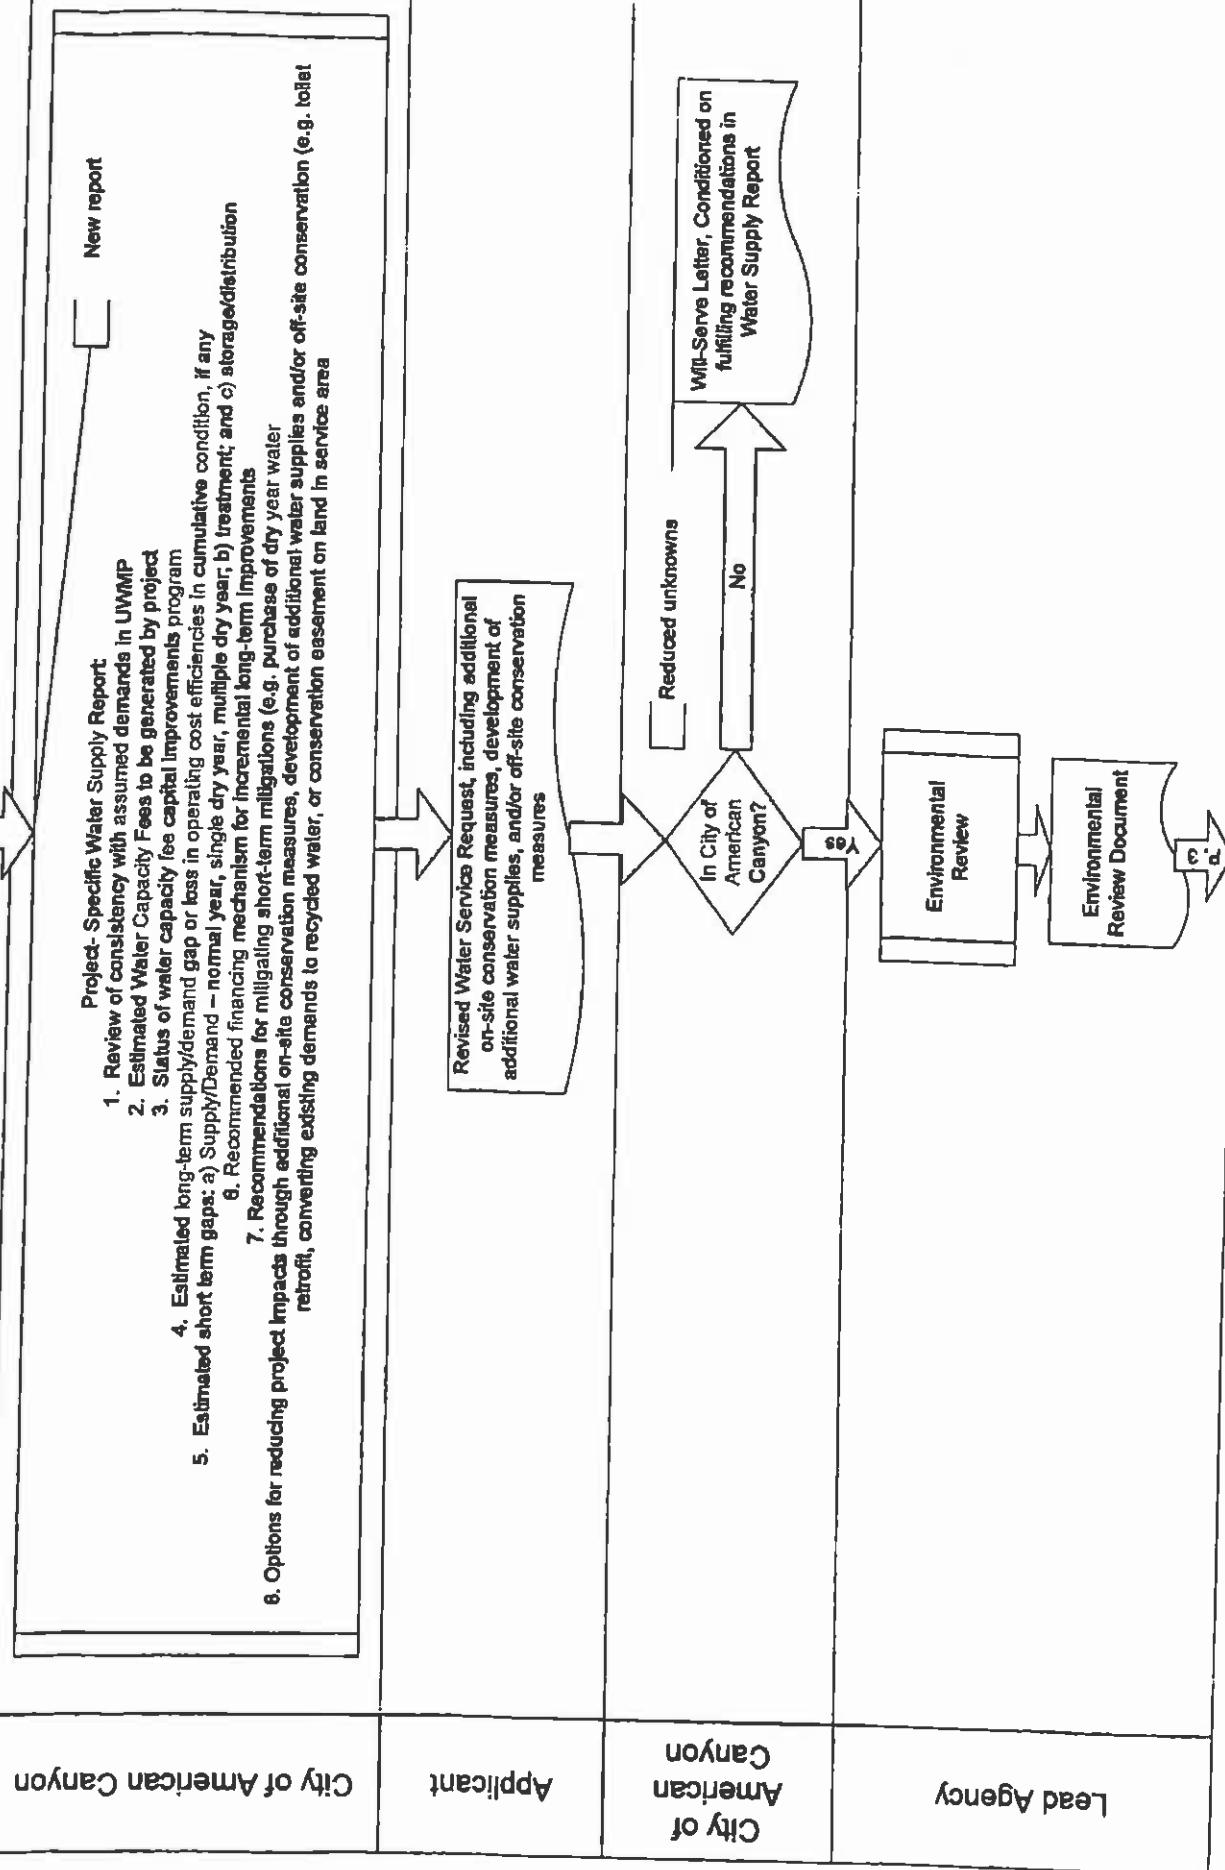 City of American Canyon
New report
Project- Specific Water Supply Report:
1. Review of consistency with assumed demands in UWMP
2. Estimated Water Capacity Fees to be generated by project
3. Status of water capacity fee capital improvements program
4. Estimated long-term supply/demand gap or loss in operating cost efficiencies in cumulative condition, if any
5. Estimated short term gaps: a) Supply/Demand – normal year, single dry year, multiple dry year; b) treatment; and c) storage/distribution
6. Recommended financing mechanism for incremental long-term improvements
7. Recommendations for mitigating short-term mitigations (e.g. purchase of dry year water
8. Options for reducing project impacts through additional on-site conservation measures, development of additional water supplies and/or off-site conservation (e.g. toilet
retrofit, converting existing demands to recycled water, or conservation easement on land in service area
Applicant
Revised Water Service Request, including additional
on-site conservation measures, development of
additional water supplies, and/or off-site conservation
measures
City of
American
Canyon
In City of
American
Canyon?
Reduced unknowns
No
Will-Serve Letter, Conditioned on
fulfilling recommendations in
Water Supply Report
Yes
Lead Agency
Environmental
Review
Environmental
Review Document